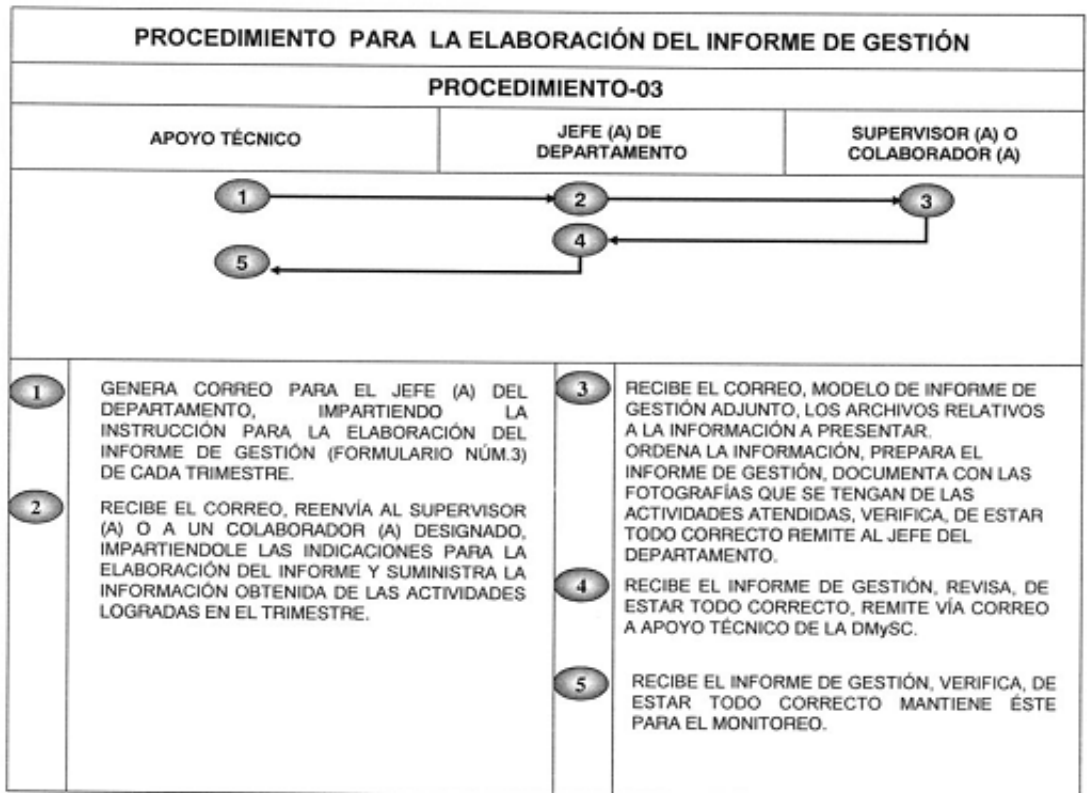 PROCEDIMIENTO PARA LA ELABORACIÓN DEL INFORME DE GESTIÓN
PROCEDIMIENTO-03
APOYO TÉCNICO
JEFE (A) DE
DEPARTAMENTO
SUPERVISOR (A) O
COLABORADOR (A)
1
2
3
4
5
1
GENERA CORREO PARA EL JEFE (A) DEL
DEPARTAMENTO, IMPARTIENDO LA
INSTRUCCIÓN PARA LA ELABORACIÓN DEL
INFORME DE GESTIÓN (FORMULARIO NÚM.3)
DE CADA TRIMESTRE.
2
RECIBE EL CORREO, REENVÍA AL SUPERVISOR
(A) O A UN COLABORADOR (A) DESIGNADO,
IMPARTIENDOLE LAS INDICACIONES PARA LA
ELABORACIÓN DEL INFORME Y SUMINISTRA LA
INFORMACIÓN OBTENIDA DE LAS ACTIVIDADES
LOGRADAS EN EL TRIMESTRE.
3
RECIBE EL CORREO, MODELO DE INFORME DE
GESTIÓN ADJUNTO, LOS ARCHIVOS RELATIVOS
A LA INFORMACIÓN A PRESENTAR.
ORDENA LA INFORMACIÓN, PREPARA EL
INFORME DE GESTIÓN, DOCUMENTA CON LAS
FOTOGRAFÍAS QUE SE TENGAN DE LAS
ACTIVIDADES ATENDIDAS, VERIFICA, DE ESTAR
TODO CORRECTO REMITE AL JEFE DEL
DEPARTAMENTO.
4
RECIBE EL INFORME DE GESTIÓN, REVISA, DE
ESTAR TODO CORRECTO, REMITE VÍA CORREO
A APOYO TÉCNICO DE LA DMySC.
5
RECIBE EL INFORME DE GESTIÓN, VERIFICA, DE
ESTAR TODO CORRECTO MANTIENE ÉSTE
PARA EL MONITOREO.